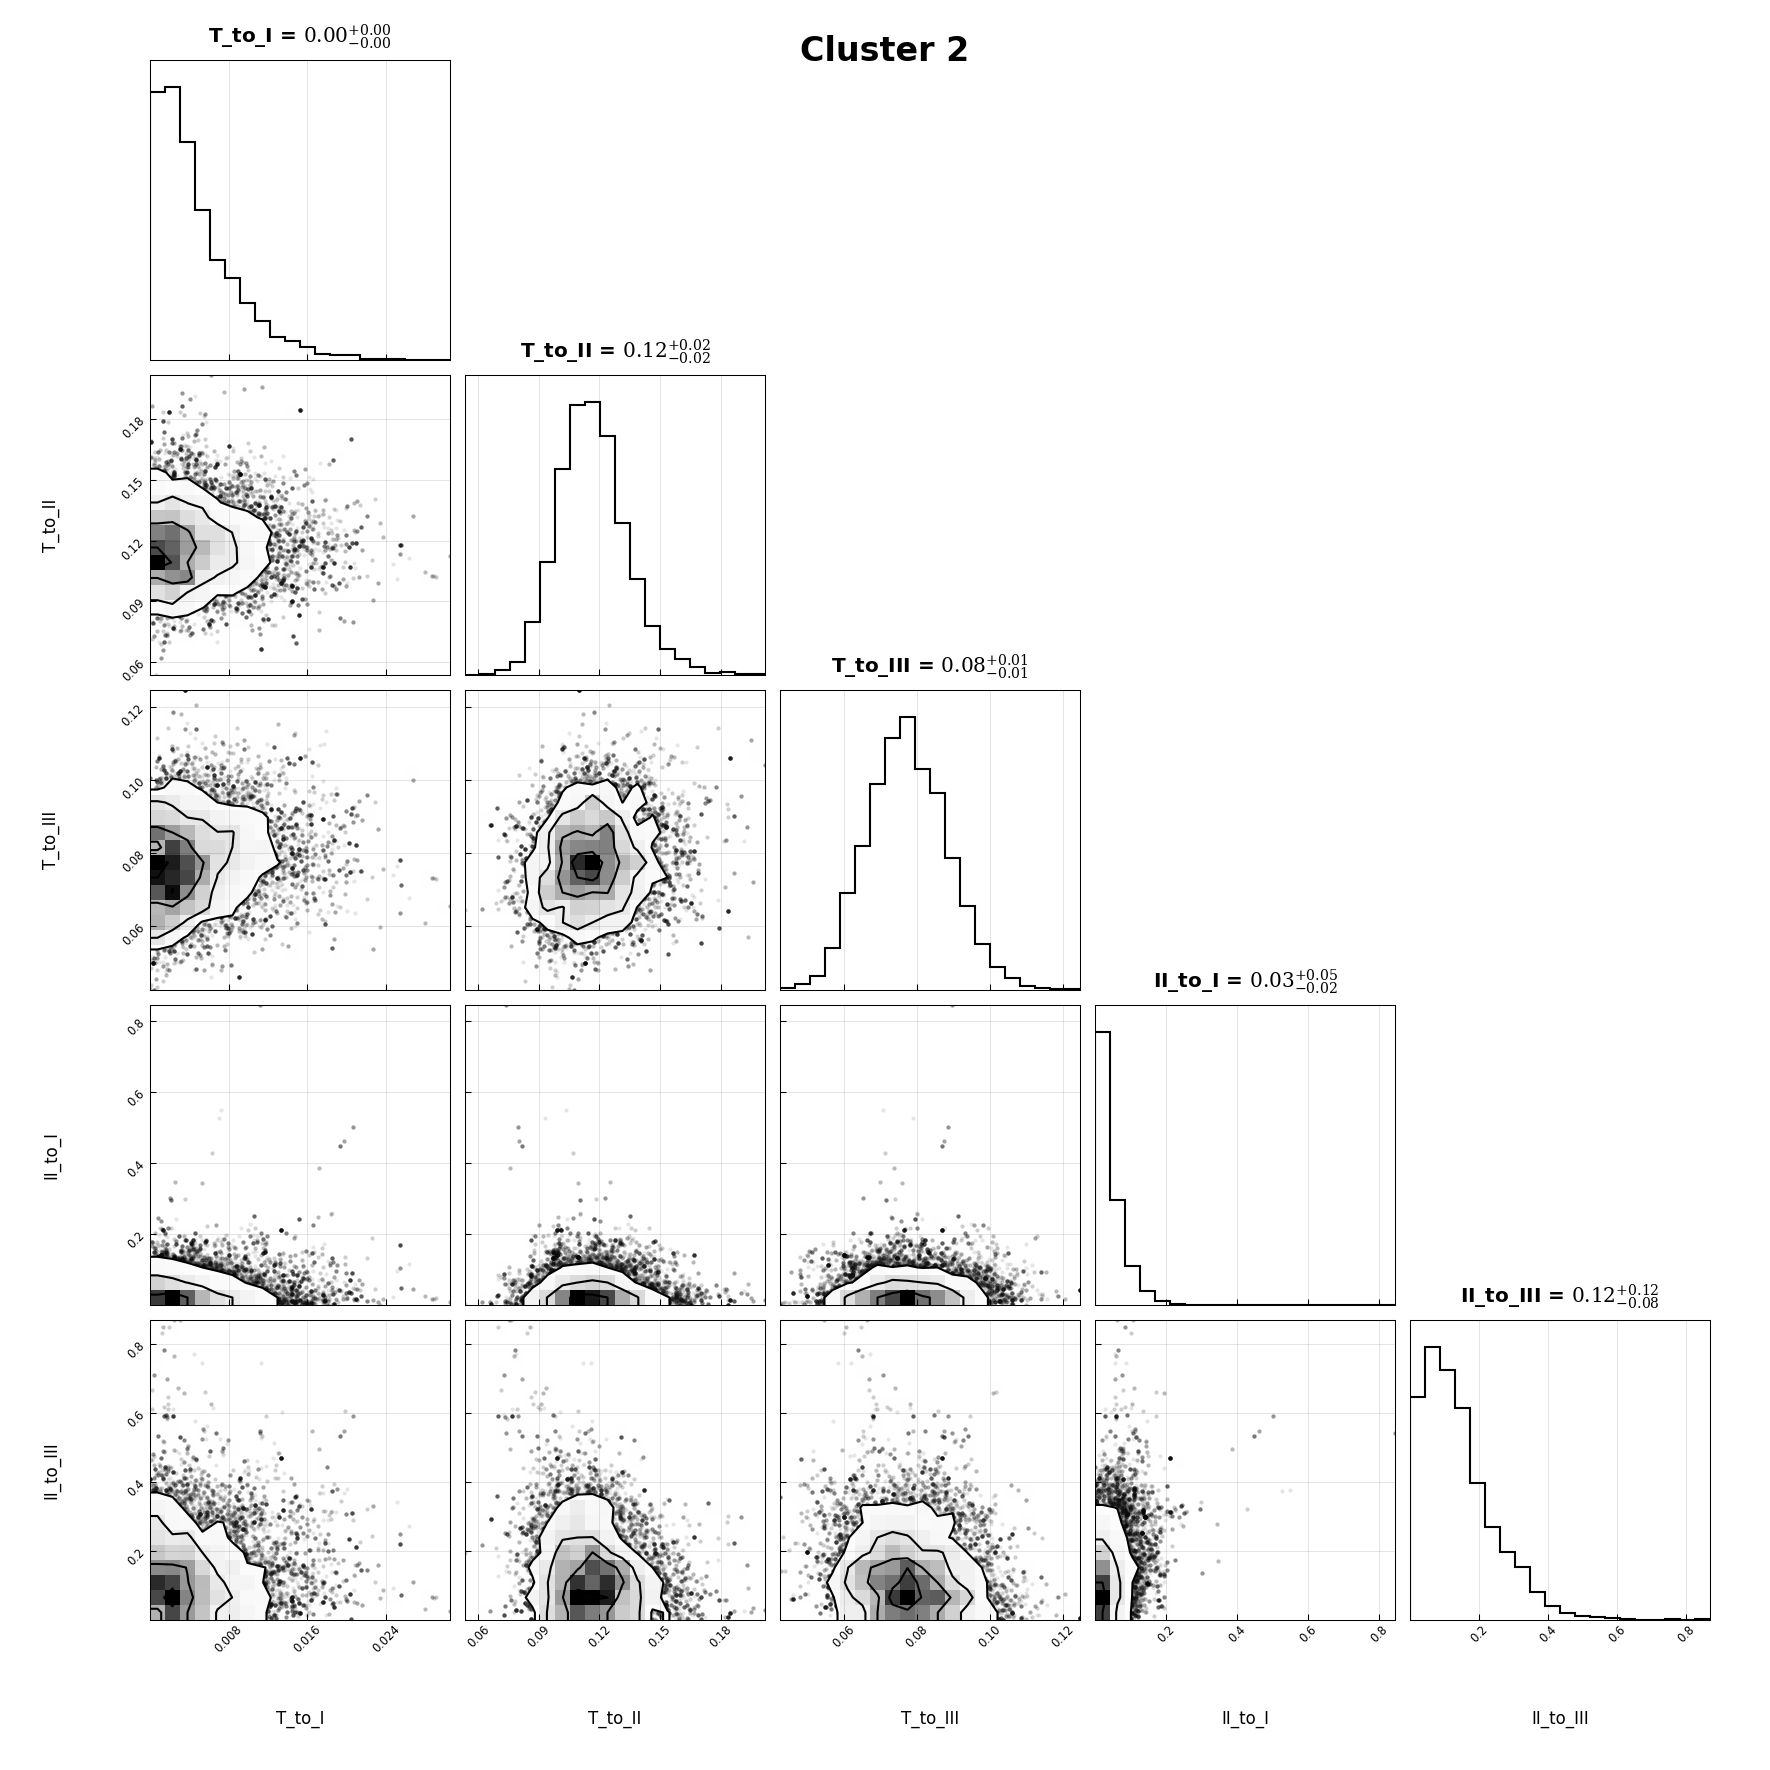 Cluster 2
T_to_I = 0.00+0.00−0.00
T_to_II = 0.12+0.02−0.02
0.18
0.15
0.12
0.09
0.06
T_to_II
T_to_III = 0.08+0.01−0.01
0.12
0.10
0.08
0.06
T_to_III
II_to_I = 0.03+0.05−0.02
0.8
0.6
0.4
0.2
II_to_I
II_to_III = 0.12+0.12−0.08
0.8
0.6
0.4
0.2
II_to_III
0.008 0.016 0.024
0.06 0.09 0.12 0.15 0.18
0.06 0.08 0.10 0.12
0.2 0.4 0.6 0.8
0.2 0.4 0.6 0.8
T_to_I T_to_II T_to_III II_to_I II_to_III